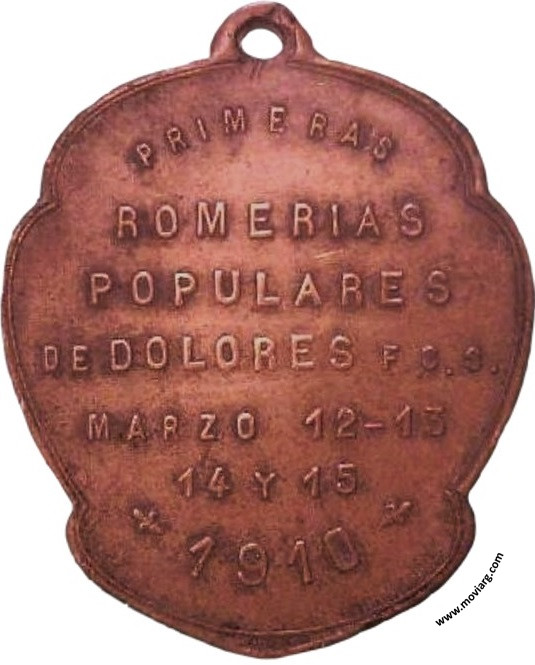 PRIMERAS
ROMERIAS
POPULARES
DE DOLORES F.C.S.
MARZO 12-13
14 Y 15
1910
www.moviarg.com